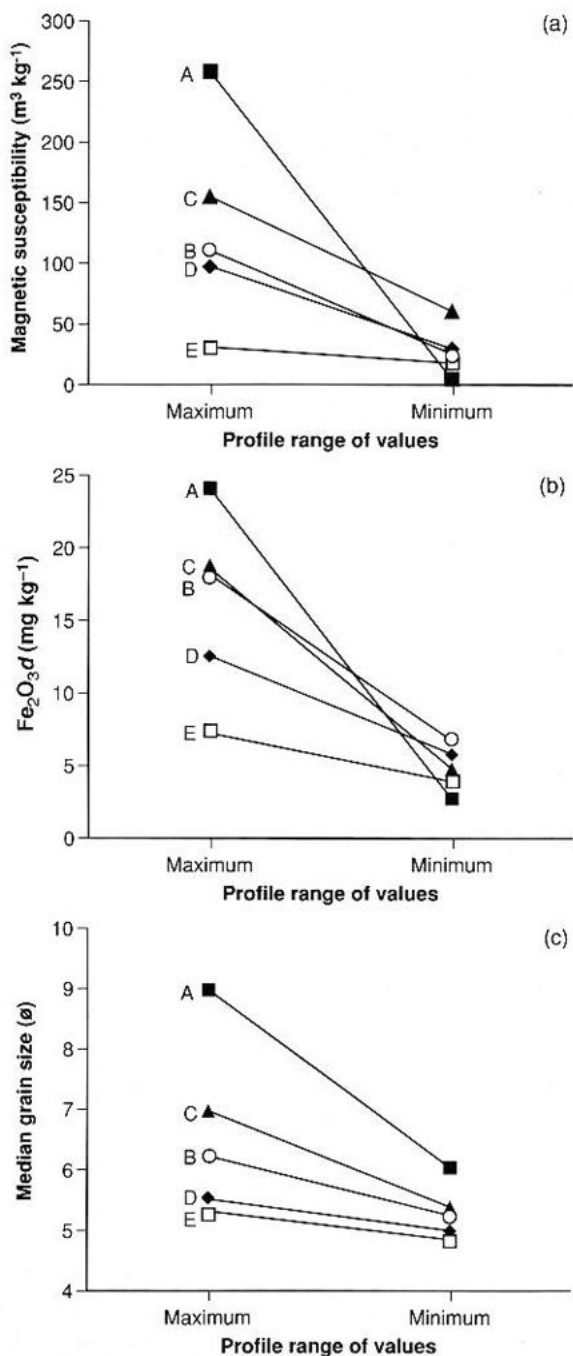 (a)
Magnetic susceptibility (m³ kg⁻¹)
300
250
200
150
100
50
0
A
C
B
D
E
Maximum
Minimum
Profile range of values
(b)
Fe₂O₃d (mg kg⁻¹)
25
20
15
10
5
0
A
C
B
D
E
Maximum
Minimum
Profile range of values
(c)
Median grain size (ø)
10
9
8
7
6
5
4
A
C
B
D
E
Maximum
Minimum
Profile range of values